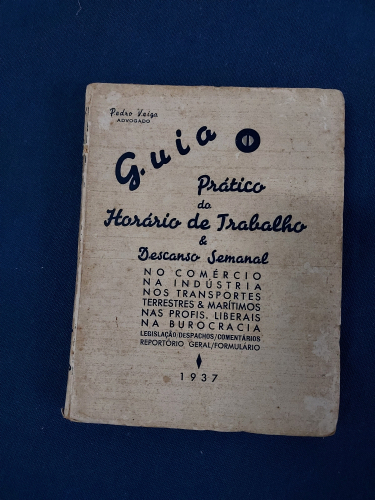 Pedro Veiga
ADVOGADO
Guia
Prático
do
Horário de Trabalho
&
Descanso Semanal
NO COMÉRCIO
NA INDÚSTRIA
NOS TRANSPORTES
TERRESTRES & MARÍTIMOS
NAS PROFIS. LIBERAIS
NA BUROCRACIA
LEGISLAÇÃO/DESPACHOS/COMENTÁRIOS
REPORTÓRIO GERAL/FORMULÁRIO
1937